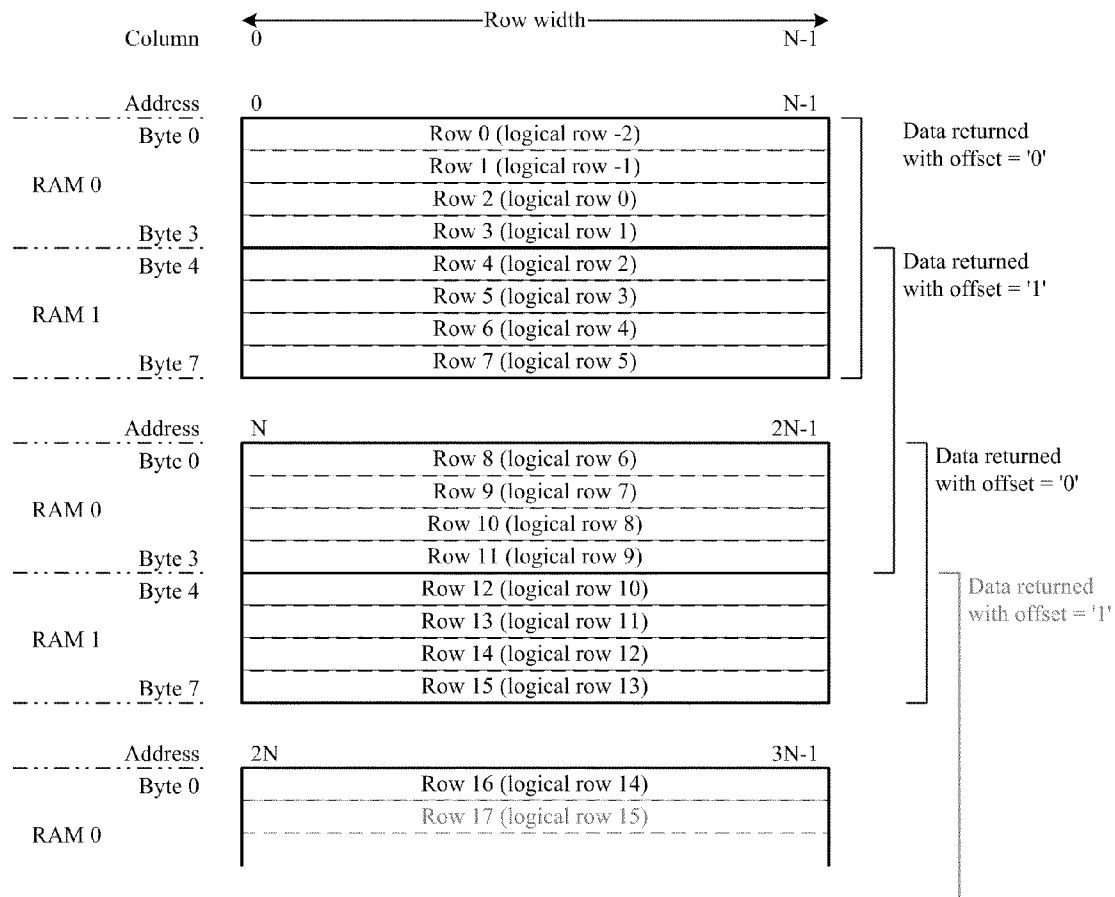 Row width
Column 0 N-1
Address 0 N-1
Byte 0 Row 0 (logical row -2) Data returned
Row 1 (logical row -1) with offset = '0'
RAM 0 Row 2 (logical row 0)
Byte 3 Row 3 (logical row 1)
Byte 4 Row 4 (logical row 2) Data returned
Row 5 (logical row 3) with offset = '1'
RAM 1 Row 6 (logical row 4)
Byte 7 Row 7 (logical row 5)
Address N 2N-1
Byte 0 Row 8 (logical row 6) Data returned
Row 9 (logical row 7) with offset = '0'
RAM 0 Row 10 (logical row 8)
Byte 3 Row 11 (logical row 9)
Byte 4 Row 12 (logical row 10) Data returned
Row 13 (logical row 11) with offset = '1'
RAM 1 Row 14 (logical row 12)
Byte 7 Row 15 (logical row 13)
Address 2N 3N-1
Byte 0 Row 16 (logical row 14)
Row 17 (logical row 15)
RAM 0